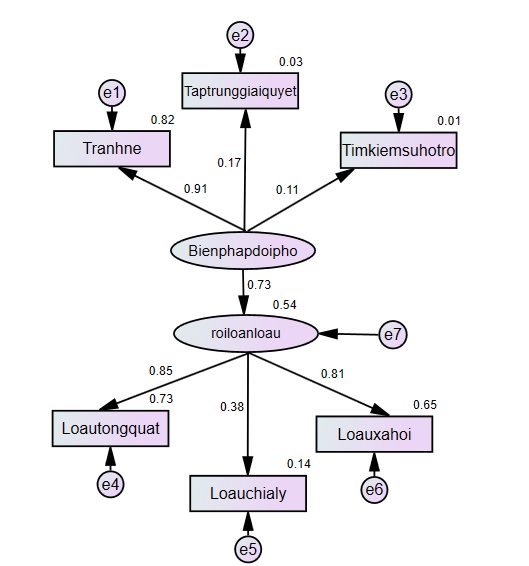 e2
0.03
Taptrunggiaiquyet
e1
0.82
Tranhne
e3
0.01
Timkiemsuhotro
0.17
0.91
0.11
Bienphapdoipho
0.73
0.54
roiloanloau
e7
0.85
0.81
0.73
0.38
0.65
Loautongquat
Loauxahoi
e4
0.14
Loauchialy
e6
e5